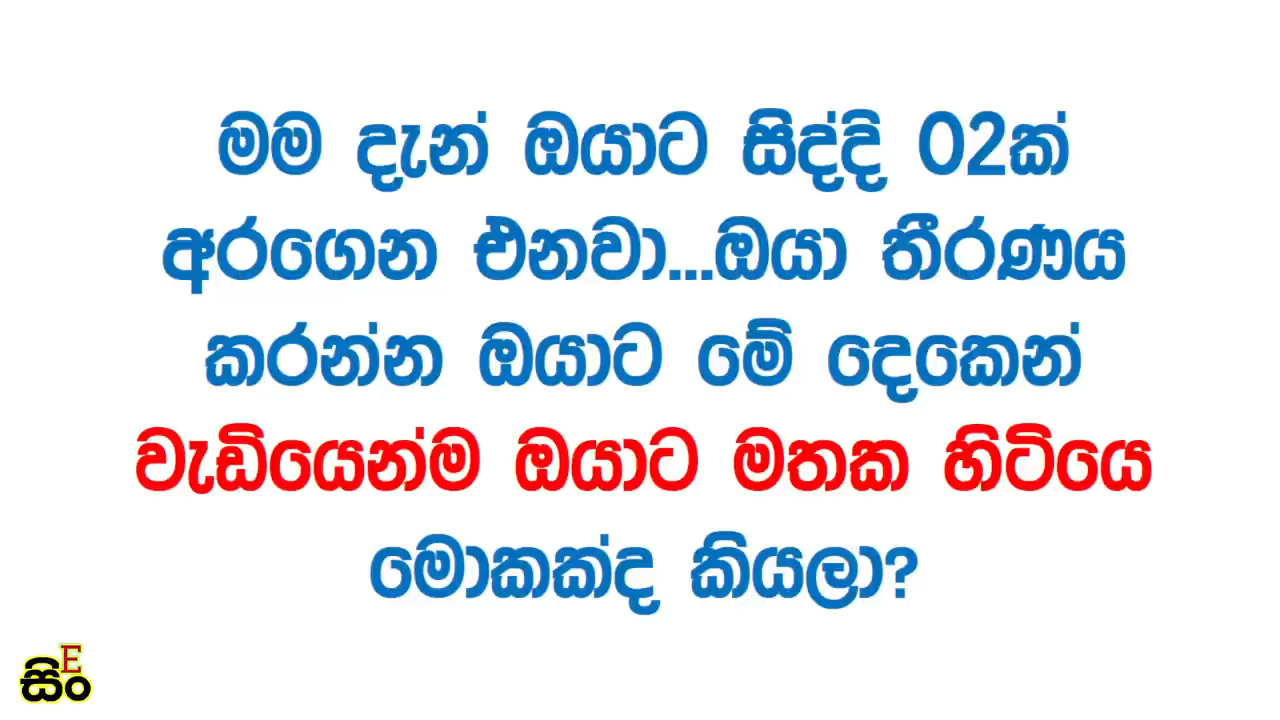 මම දැන් ඔයාට සිද්දි 02ක්
අරගෙන එනවා...ඔයා තීරණය
කරන්න ඔයාට මේ දෙකෙන්
වැඩියෙන්ම ඔයාට මතක හිටියෙ
මොකක්ද කියලා?
සිංE